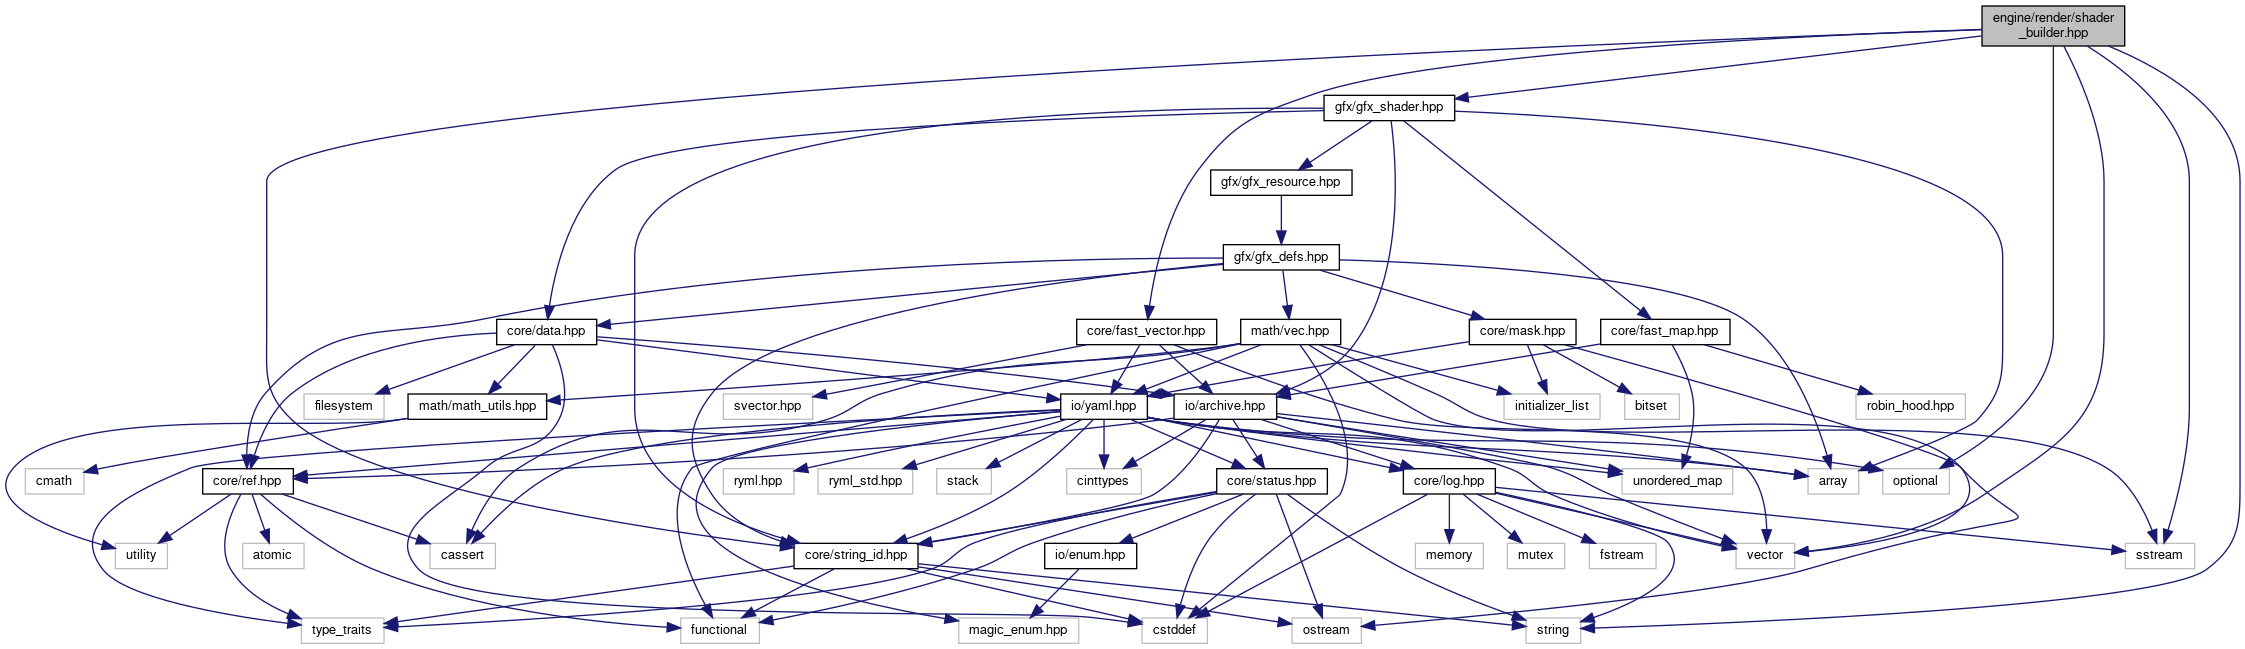 engine/render/shader
_builder.hpp
gfx/gfx_shader.hpp
gfx/gfx_resource.hpp
gfx/gfx_defs.hpp
core/data.hpp
core/fast_vector.hpp
math/vec.hpp
core/mask.hpp
core/fast_map.hpp
filesystem
math/math_utils.hpp
svector.hpp
io/yaml.hpp
io/archive.hpp
initializer_list
bitset
robin_hood.hpp
cmath
core/ref.hpp
ryml.hpp
ryml_std.hpp
stack
cinttypes
core/status.hpp
core/log.hpp
unordered_map
array
optional
utility
atomic
cassert
core/string_id.hpp
io/enum.hpp
memory
mutex
fstream
vector
sstream
type_traits
functional
magic_enum.hpp
cstddef
ostream
string